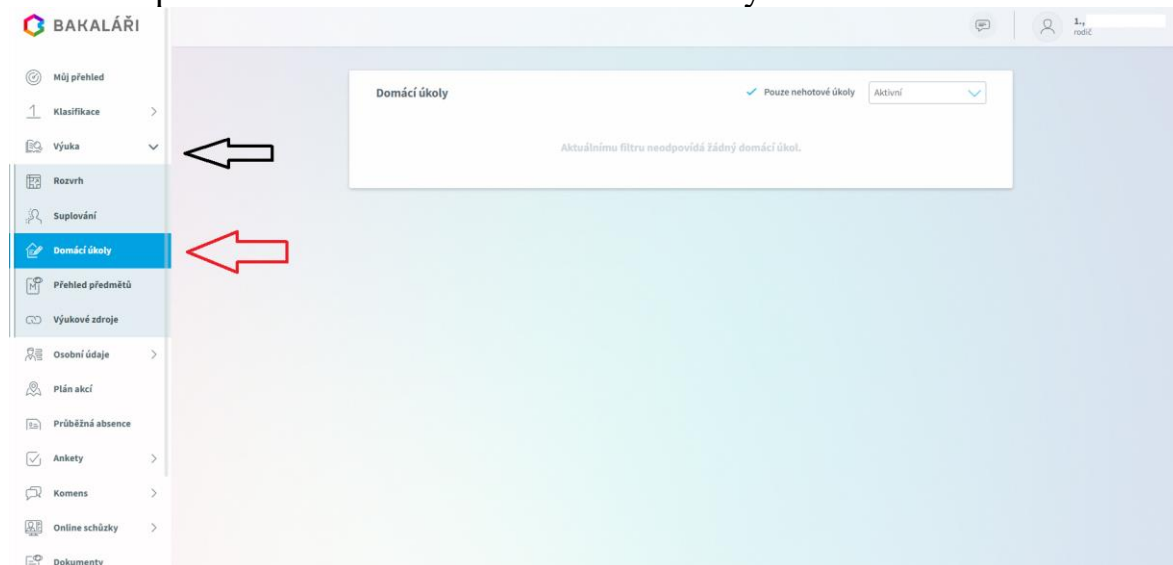 BAKALÁŘI
1.,
rodič
Můj přehled
Klasifikace
Výuka
Rozvrh
Suplování
Domácí úkoly
Přehled předmětů
Výukové zdroje
Osobní údaje
Plán akcí
Průběžná absence
Ankety
Komens
Online schůzky
Dokumenty
Domácí úkoly
Pouze nehotové úkoly
Aktivní
Aktuálnímu filtru neodpovídá žádný domácí úkol.